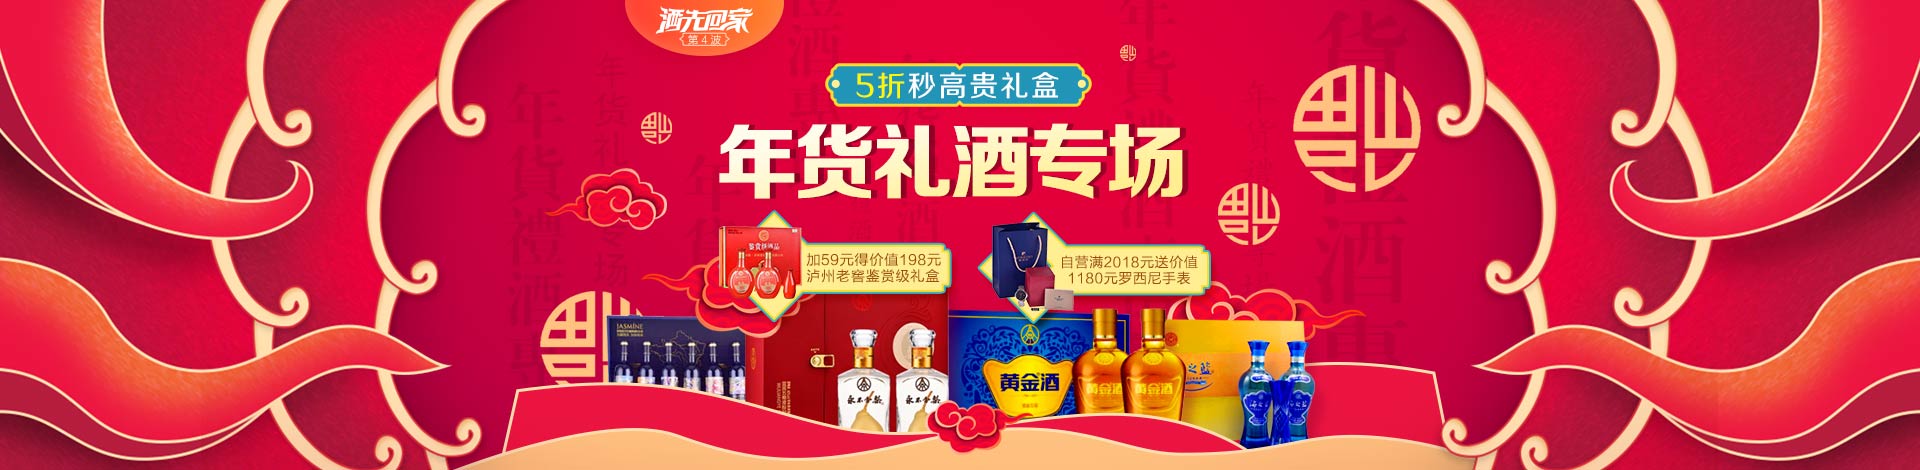 酒先回家
第4波
5折秒高贵礼盒
年货礼酒专场
加59元得价值198元
泸州老窖鉴赏级礼盒
自营满2018元送价值
1180元罗西尼手表
JASMINE
黄金酒
黄金酒
黄金酒
之蓝